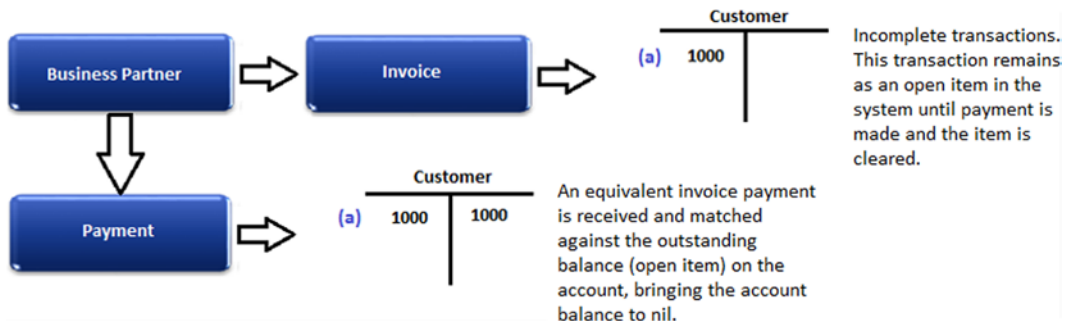 Customer
Business Partner
Invoice
(a) 1000
Incomplete transactions.
This transaction remains
as an open item in the
system until payment is
made and the item is
cleared.
Customer
Payment
(a) 1000 1000
An equivalent invoice payment
is received and matched
against the outstanding
balance (open item) on the
account, bringing the account
balance to nil.